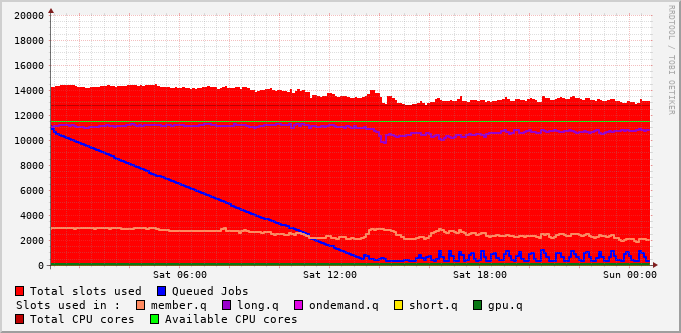 20000
18000
16000
14000
12000
10000
8000
6000
4000
2000
0
Sat 06:00 Sat 12:00 Sat 18:00 Sun 00:00
RRDTOOL / TOBI OETIKER
Total slots used Queued Jobs
Slots used in : member.q long.q ondemand.q short.q gpu.q
Total CPU cores Available CPU cores